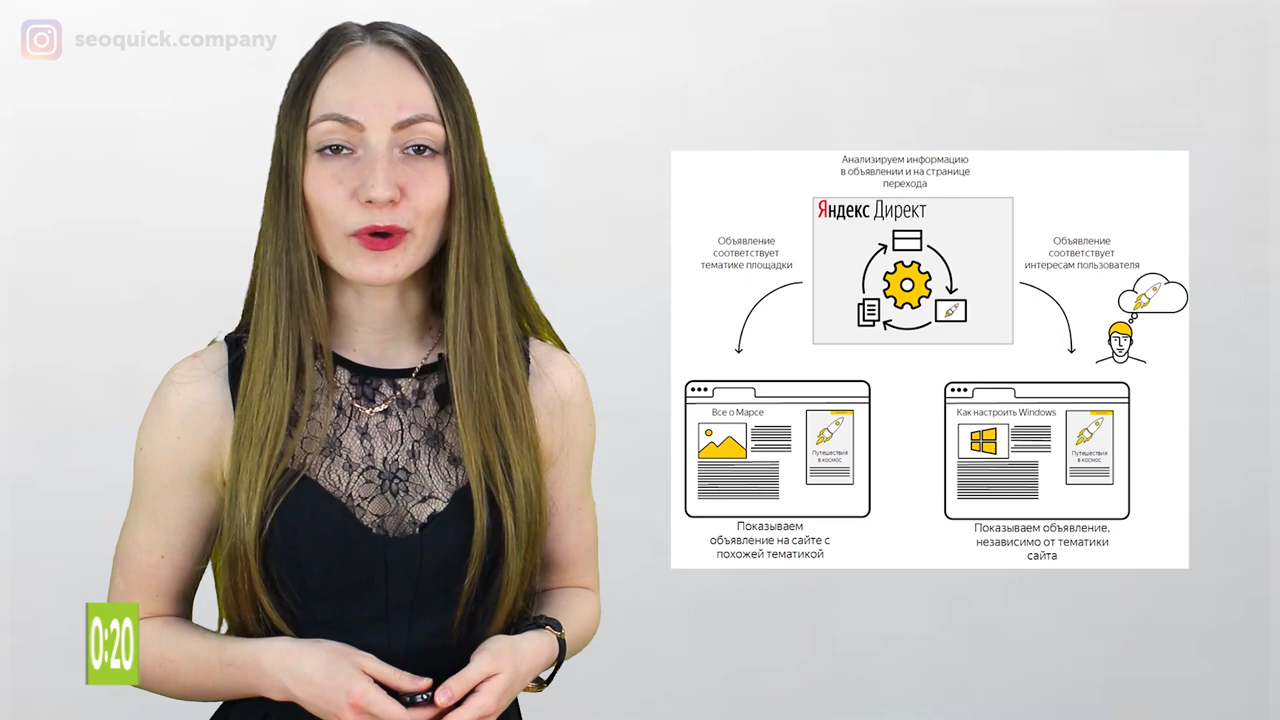 seoquick.company
Анализируем информацию
в объявлении и на странице
перехода
Яндекс Директ
Объявление
соответствует
тематике площадки
Объявление
соответствует
интересам пользователя
Все о Марсе
Путешествия
в космос
Как настроить Windows
Путешествия
в космос
Показываем
объявление на сайте с
похожей тематикой
Показываем объявление,
независимо от тематики
сайта
0:20